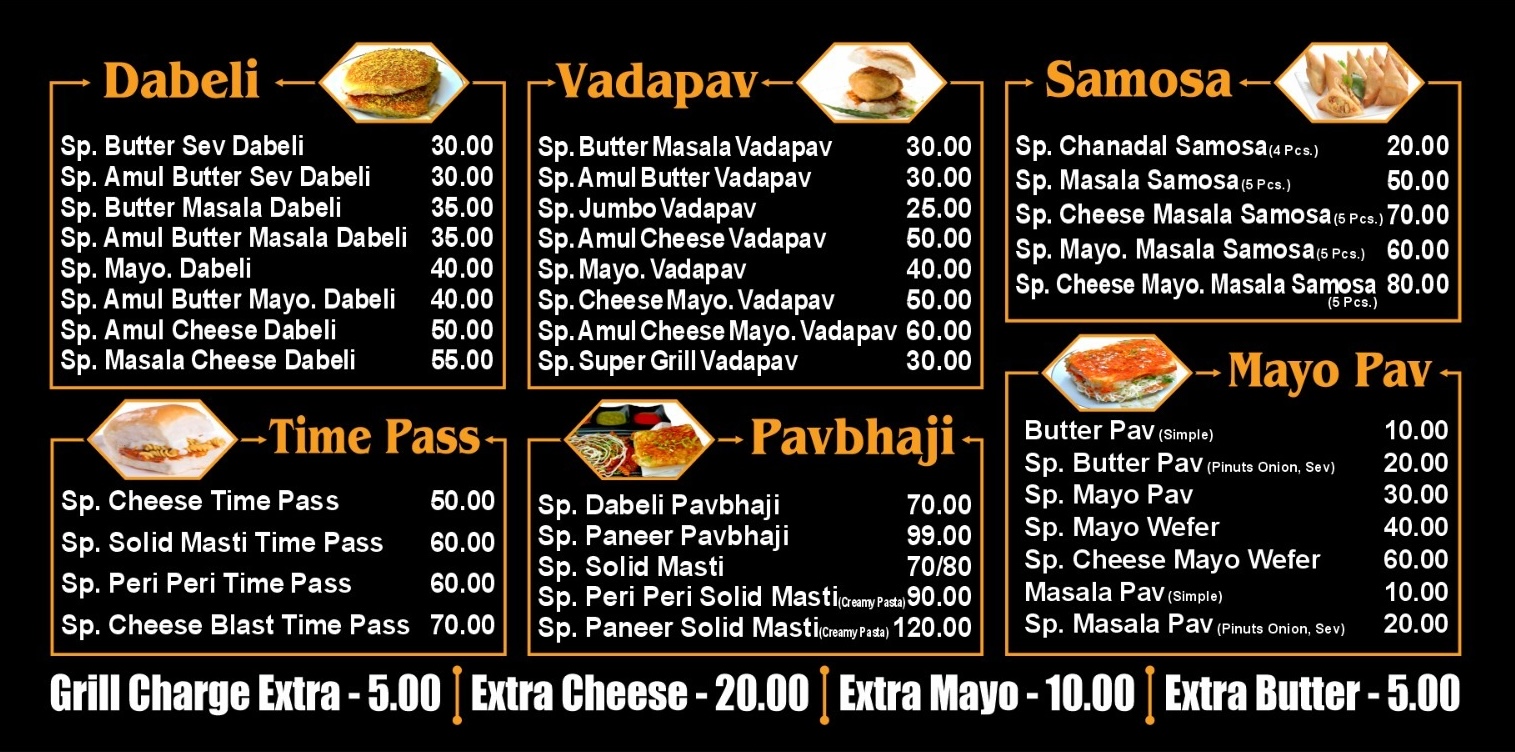 Dabeli
Sp. Butter Sev Dabeli 30.00
Sp. Amul Butter Sev Dabeli 30.00
Sp. Butter Masala Dabeli 35.00
Sp. Amul Butter Masala Dabeli 35.00
Sp. Mayo. Dabeli 40.00
Sp. Amul Butter Mayo. Dabeli 40.00
Sp. Amul Cheese Dabeli 50.00
Sp. Masala Cheese Dabeli 55.00
Vadapav
Sp. Butter Masala Vadapav 30.00
Sp. Amul Butter Vadapav 30.00
Sp. Jumbo Vadapav 25.00
Sp. Amul Cheese Vadapav 50.00
Sp. Mayo. Vadapav 40.00
Sp. Cheese Mayo. Vadapav 50.00
Sp. Amul Cheese Mayo. Vadapav 60.00
Sp. Super Grill Vadapav 30.00
Samosa
Sp. Chanadal Samosa (4 Pcs.) 20.00
Sp. Masala Samosa (5 Pcs.) 50.00
Sp. Cheese Masala Samosa (5 Pcs.) 70.00
Sp. Mayo. Masala Samosa (5 Pcs.) 60.00
Sp. Cheese Mayo. Masala Samosa 80.00
(5 Pcs.)
Time Pass
Sp. Cheese Time Pass 50.00
Sp. Solid Masti Time Pass 60.00
Sp. Peri Peri Time Pass 60.00
Sp. Cheese Blast Time Pass 70.00
Pavbhaji
Sp. Dabeli Pavbhaji 70.00
Sp. Paneer Pavbhaji 99.00
Sp. Solid Masti 70/80
Sp. Peri Peri Solid Masti (Creamy Pasta) 90.00
Sp. Paneer Solid Masti (Creamy Pasta) 120.00
Mayo Pav
Butter Pav (Simple) 10.00
Sp. Butter Pav (Pinuts Onion, Sev) 20.00
Sp. Mayo Pav 30.00
Sp. Mayo Wefer 40.00
Sp. Cheese Mayo Wefer 60.00
Masala Pav (Simple) 10.00
Sp. Masala Pav (Pinuts Onion, Sev) 20.00
Grill Charge Extra - 5.00 Extra Cheese - 20.00 Extra Mayo - 10.00 Extra Butter - 5.00